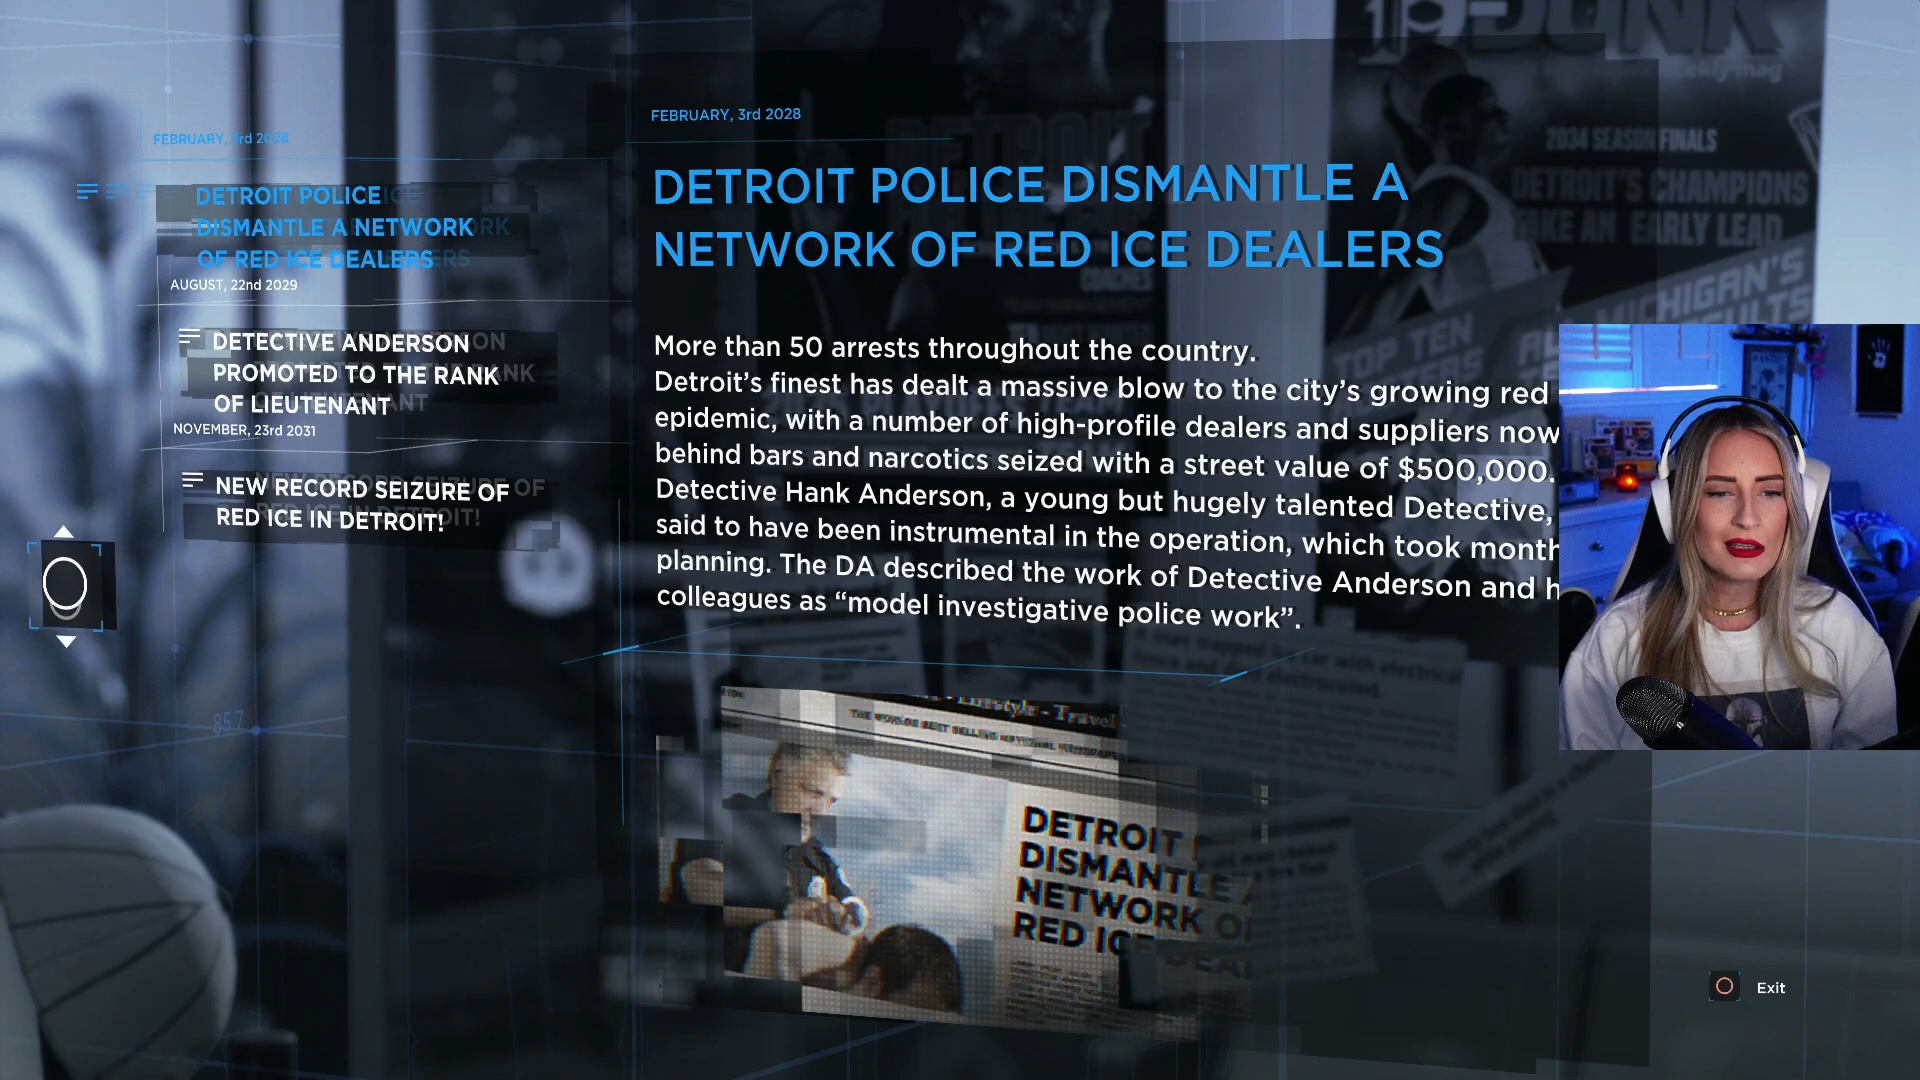 FEBRUARY, 3rd 2028
DETROIT POLICE
DISMANTLE A NETWORK
OF RED ICE DEALERS
AUGUST, 22nd 2029
DETECTIVE ANDERSON
PROMOTED TO THE RANK
OF LIEUTENANT
NOVEMBER, 23rd 2031
NEW RECORD SEIZURE OF
RED ICE IN DETROIT!
FEBRUARY, 3rd 2028
DETROIT POLICE DISMANTLE A
NETWORK OF RED ICE DEALERS
More than 50 arrests throughout the country.
Detroit's finest has dealt a massive blow to the city's growing red
epidemic, with a number of high-profile dealers and suppliers now
behind bars and narcotics seized with a street value of $500,000.
Detective Hank Anderson, a young but hugely talented Detective,
said to have been instrumental in the operation, which took month
planning. The DA described the work of Detective Anderson and h
colleagues as “model investigative police work”.
2034 SEASON FINALS
DETROIT'S CHAMPIONS
TAKE AN EARLY LEAD
MICHIGAN'S
TOP TEN
COACHES
85.7
Lifestyle - Travel -
DETROIT
DISMANTLE A
NETWORK O
RED ICE DEAL
Exit